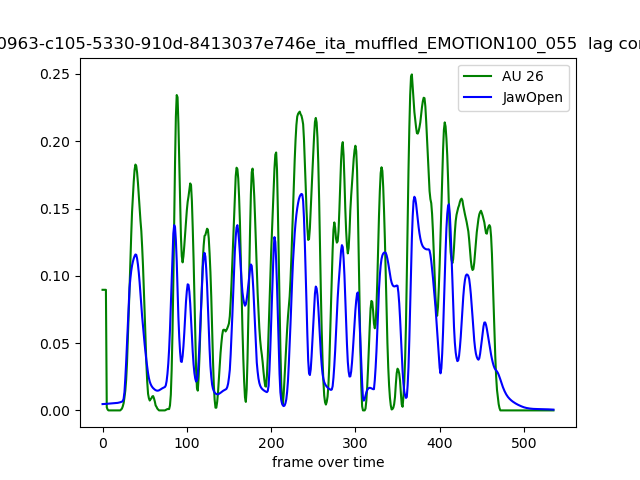 0963-c105-5330-910d-8413037e746e_ita_muffled_EMOTION100_055 lag
AU 26
JawOpen
0.25
0.20
0.15
0.10
0.05
0.00
0 100 200 300 400 500
frame over time